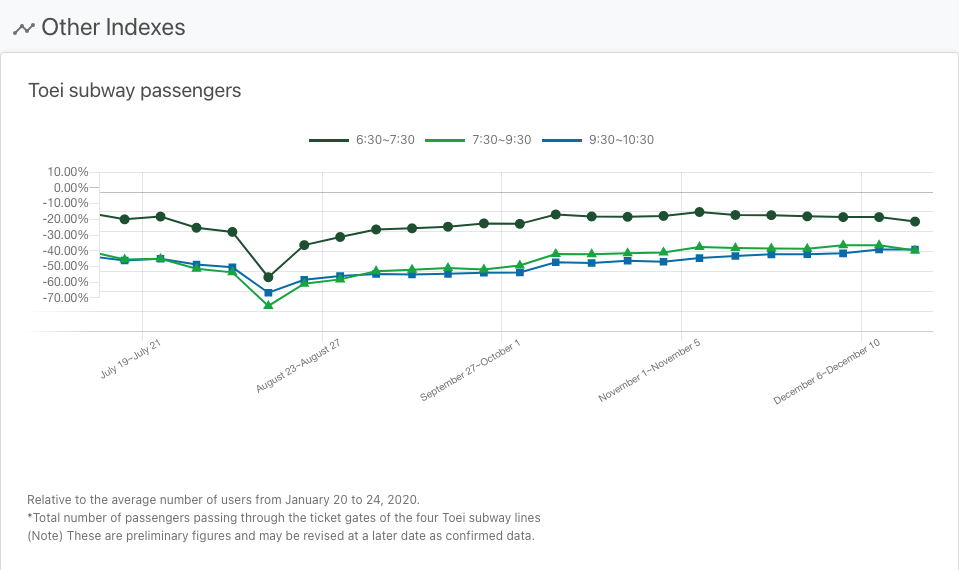 Other Indexes
Toei subway passengers
6:30~7:30 7:30~9:30 9:30~10:30
10.00%
0.00%
-10.00%
-20.00%
-30.00%
-40.00%
-50.00%
-60.00%
-70.00%
July 19~July 21
August 23~August 27
September 27~October 1
November 1~November 5
December 6~December 10
Relative to the average number of users from January 20 to 24, 2020.
*Total number of passengers passing through the ticket gates of the four Toei subway lines
(Note) These are preliminary figures and may be revised at a later date as confirmed data.